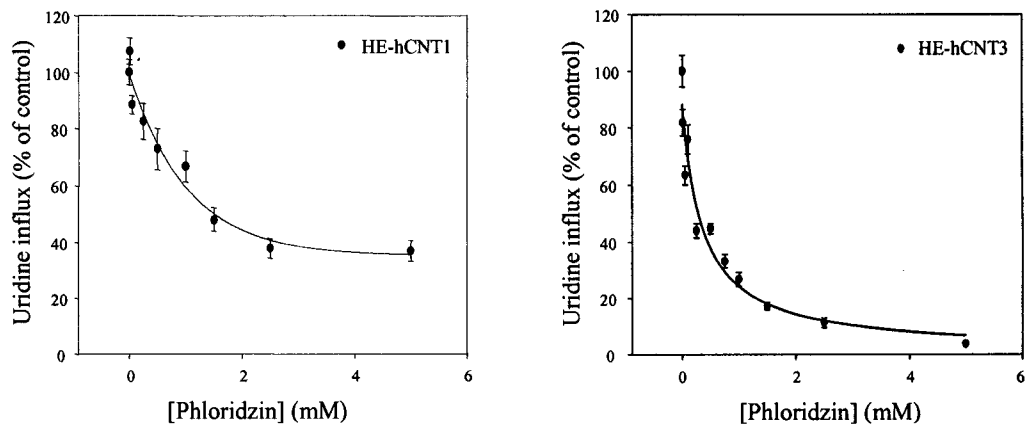 Uridine influx (% of control)
120
100
80
60
40
20
0
HE-hCNT1
0 2 4 6
[Phloridzin] (mM)
Uridine influx (% of control)
120
100
80
60
40
20
0
HE-hCNT3
0 2 4 6
[Phloridzin] (mM)